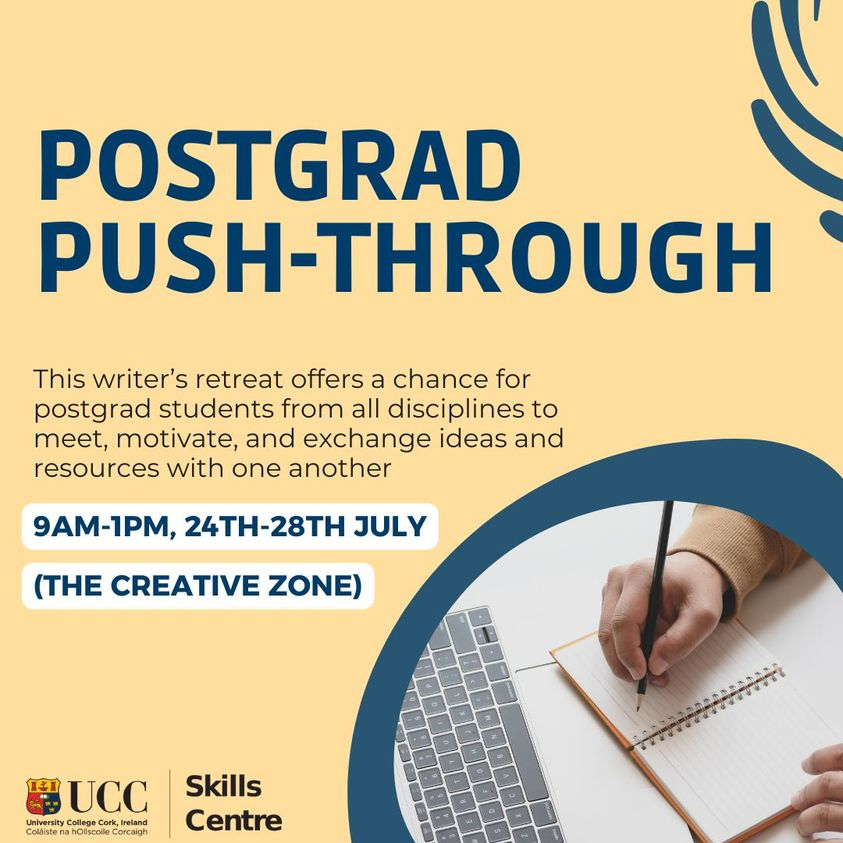 POSTGRAD
PUSH-THROUGH
This writer's retreat offers a chance for
postgrad students from all disciplines to
meet, motivate, and exchange ideas and
resources with one another
9AM-1PM, 24TH-28TH JULY
(THE CREATIVE ZONE)
UCC
University College Cork, Ireland
Coláiste na hOllscoile Corcaigh
Skills
Centre